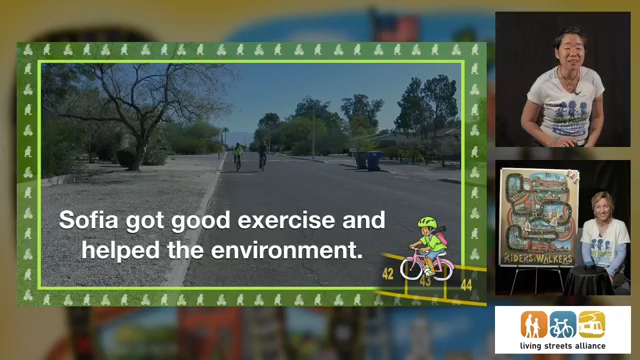 Sofia got good exercise and
helped the environment.
42
43
44
RIDERS & WALKERS
living streets alliance